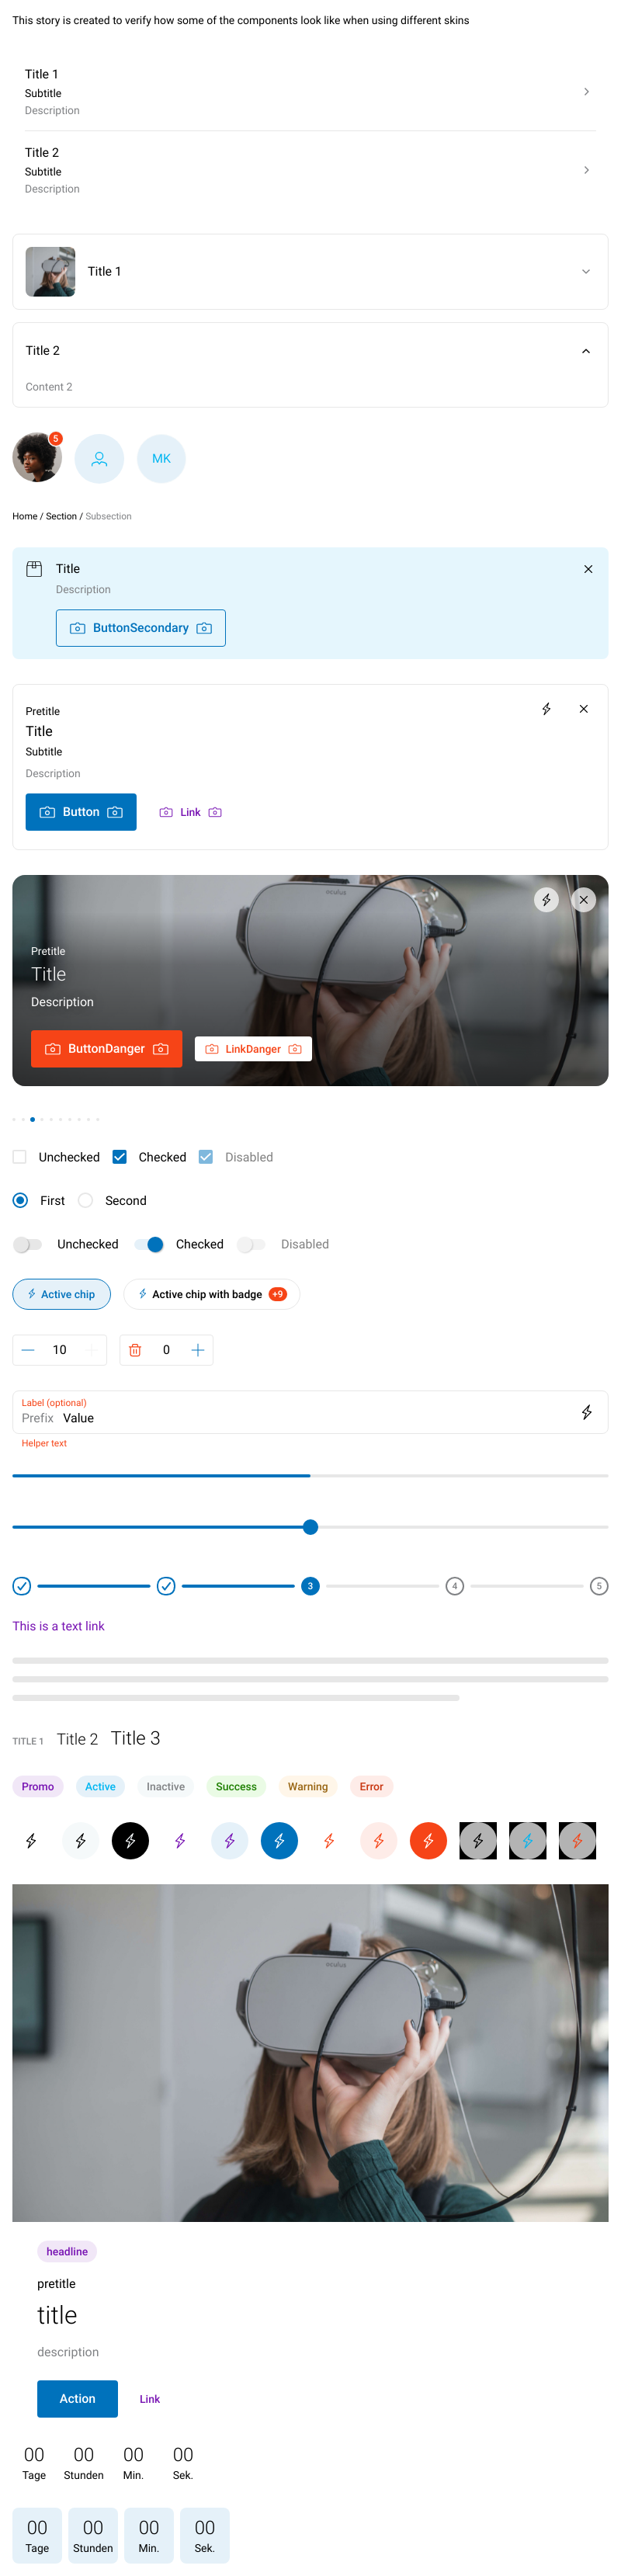 This story is created to verify how some of the components look like when using different skins
Title 1
Subtitle
Description
Title 2
Subtitle
Description
Title 1
Title 2
Content 2
5
MK
Home / Section / Subsection
Title
Description
ButtonSecondary
Pretitle
Title
Subtitle
Description
Button Link
oculus
Pretitle
Title
Description
ButtonDanger LinkDanger
Unchecked Checked Disabled
First Second
Unchecked Checked Disabled
Active chip Active chip with badge +9
10 0
Label (optional)
Prefix Value
Helper text
3 4 5
This is a text link
TITLE 1 Title 2 Title 3
Promo Active Inactive Success Warning Error
oculus
headline
pretitle
title
description
Action Link
00 00 00 00
Tage Stunden Min. Sek.
00 00 00 00
Tage Stunden Min. Sek.